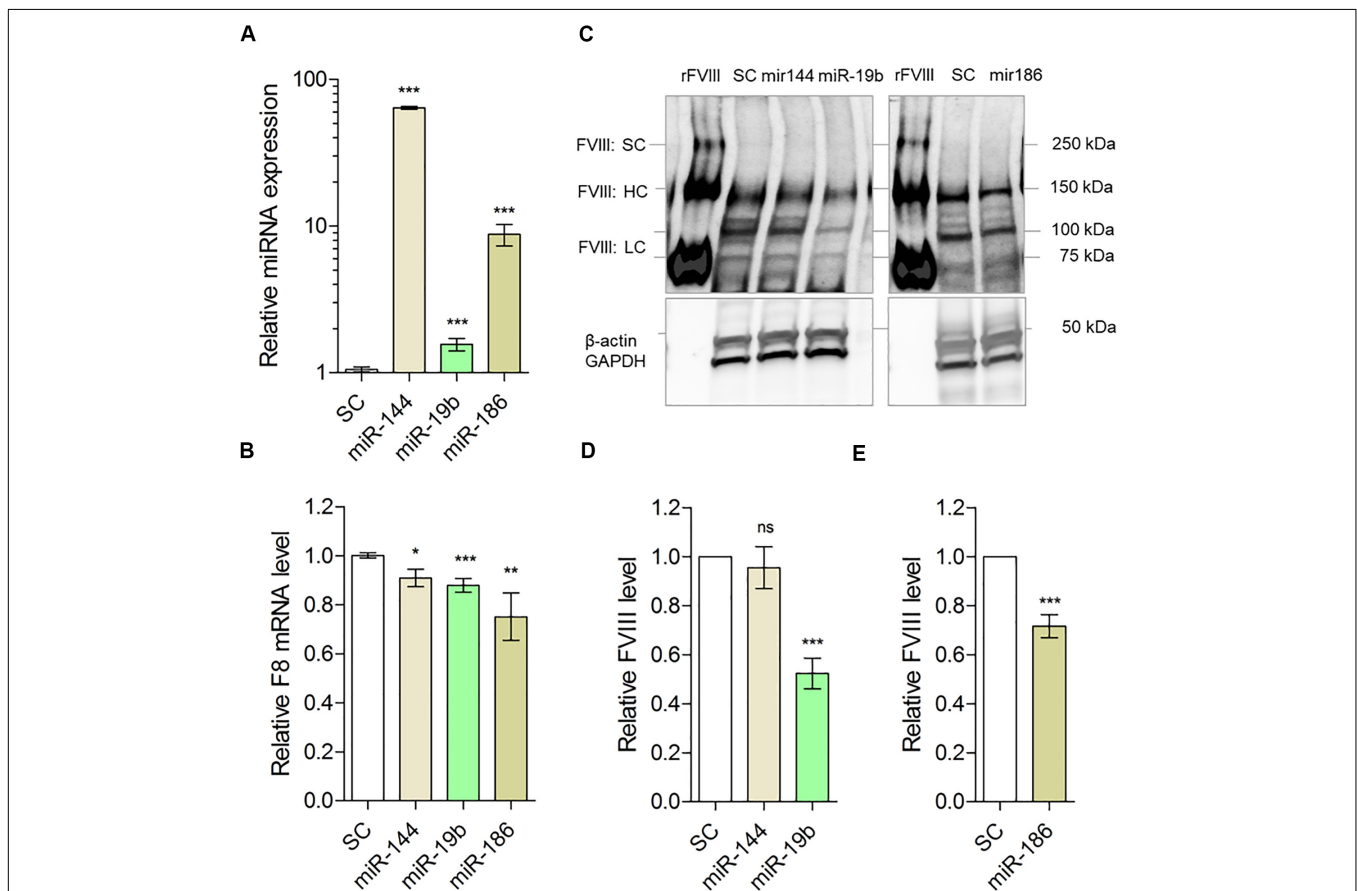 A
Relative miRNA expression
100
10
1
***
***
***
SC
miR-144
miR-19b
miR-186
C
rFVIII SC mir144 miR-19b rFVIII SC mir186
FVIII: SC
FVIII: HC
FVIII: LC
250 kDa
150 kDa
100 kDa
75 kDa
50 kDa
β-actin
GAPDH
B
Relative F8 mRNA level
1.2
1.0
0.8
0.6
0.4
0.2
0.0
*
***
**
SC
miR-144
miR-19b
miR-186
D
Relative FVIII level
1.2
1.0
0.8
0.6
0.4
0.2
0.0
ns
***
SC
miR-144
miR-19b
E
Relative FVIII level
1.2
1.0
0.8
0.6
0.4
0.2
0.0
***
SC
miR-186